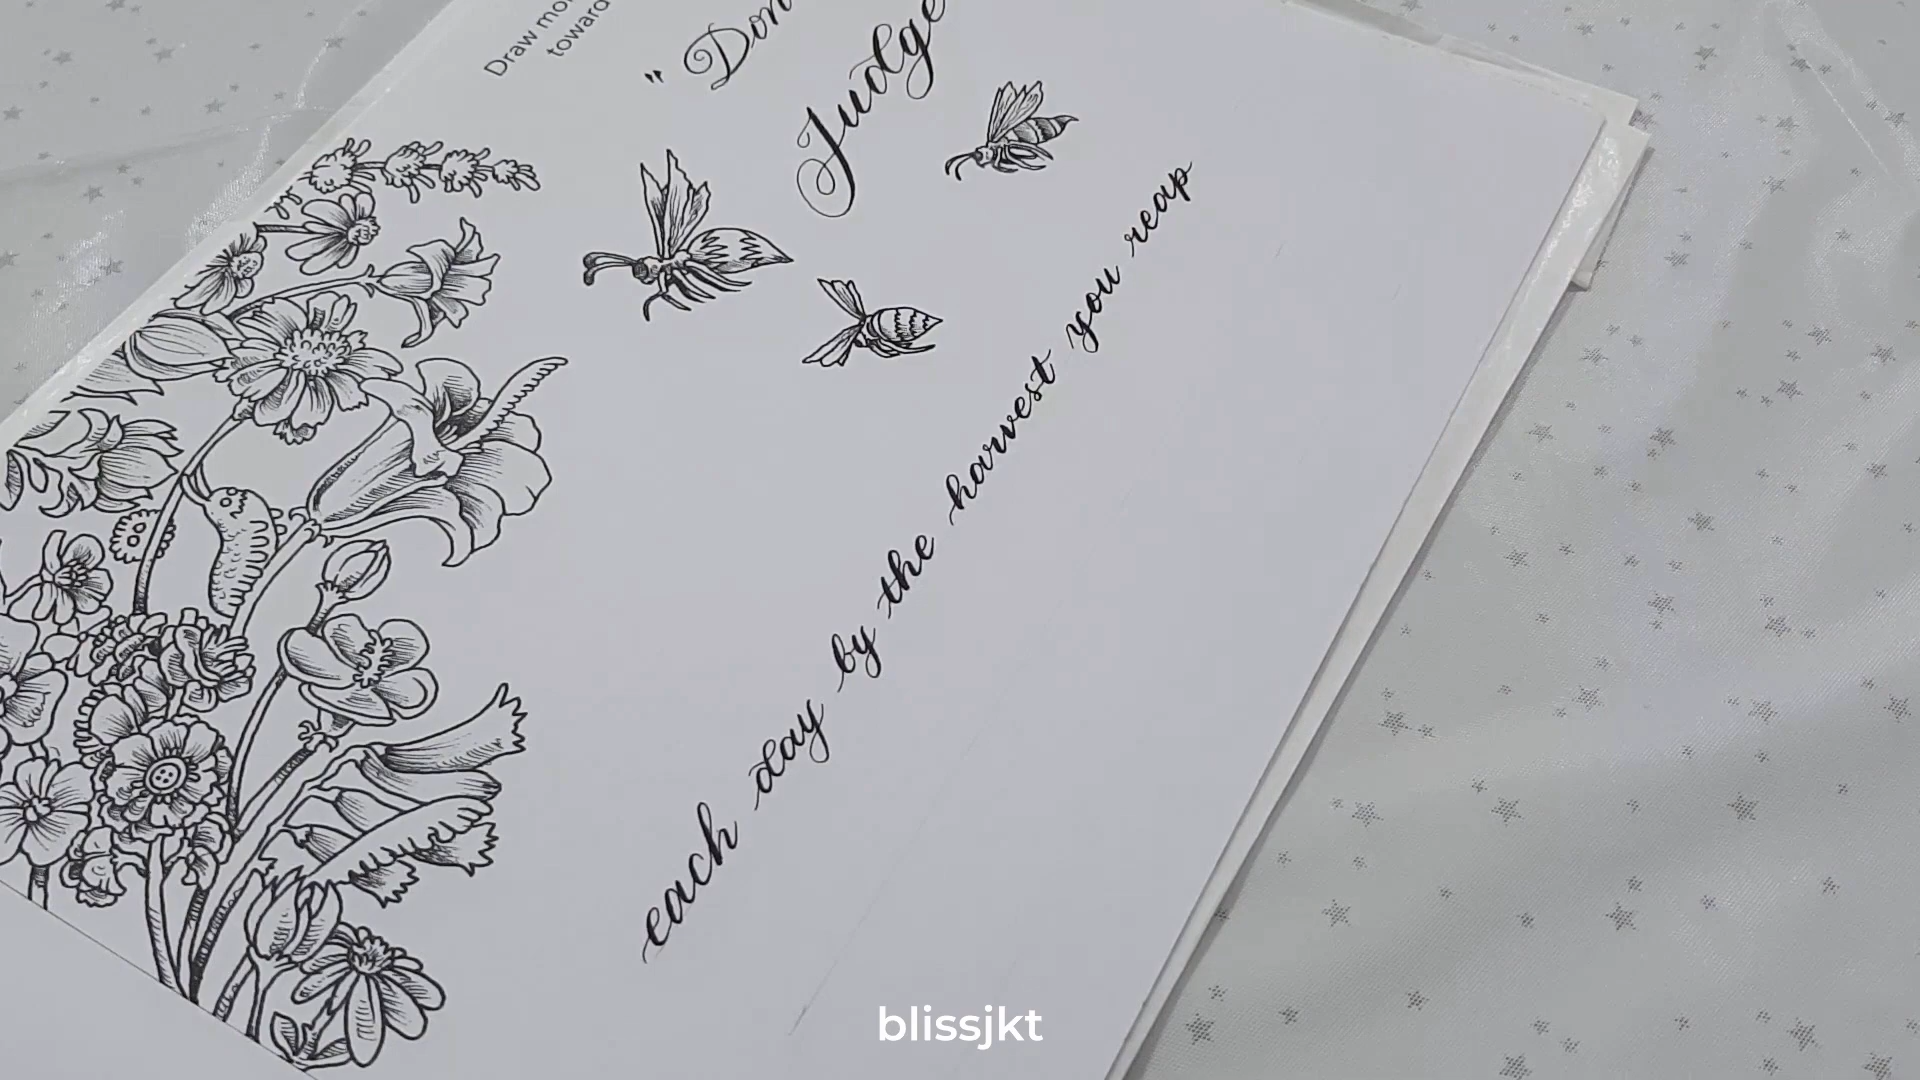 Draw mo
toward
"Don
Judge
each day by the harvest you reap
blissjkt